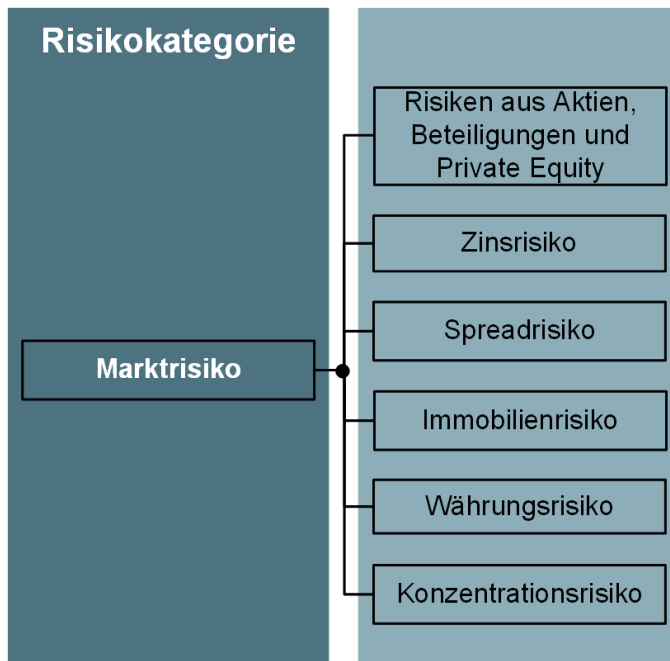 Risikokategorie
Risiken aus Aktien,
Beteiligungen und
Private Equity
Zinsrisiko
Spreadrisiko
Marktrisiko
Immobilienrisiko
Währungsrisiko
Konzentrationsrisiko